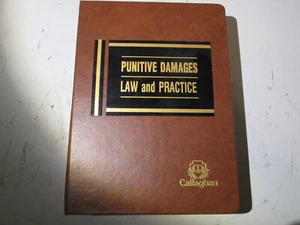 PUNITIVE DAMAGES
LAW and PRACTICE
Callaghan